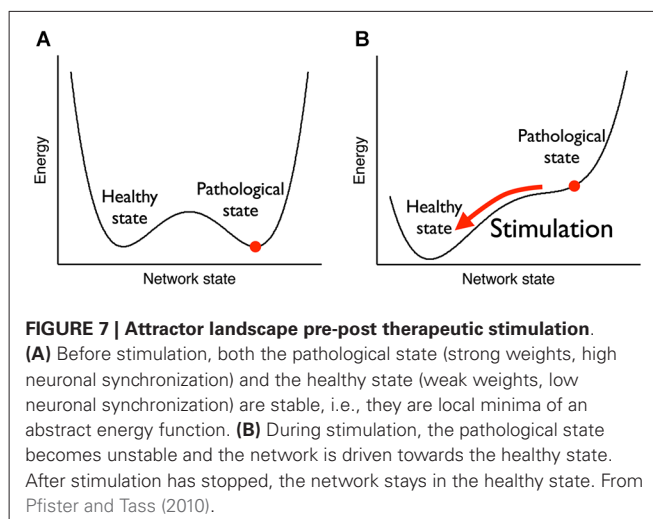 A
B
Energy
Healthy
state
Pathological
state
Network state
Energy
Pathological
state
Healthy
state
Stimulation
Network state
FIGURE 7 | Attractor landscape pre-post therapeutic stimulation.
(A) Before stimulation, both the pathological state (strong weights, high
neuronal synchronization) and the healthy state (weak weights, low
neuronal synchronization) are stable, i.e., they are local minima of an
abstract energy function. (B) During stimulation, the pathological state
becomes unstable and the network is driven towards the healthy state.
After stimulation has stopped, the network stays in the healthy state. From
Pfister and Tass (2010).